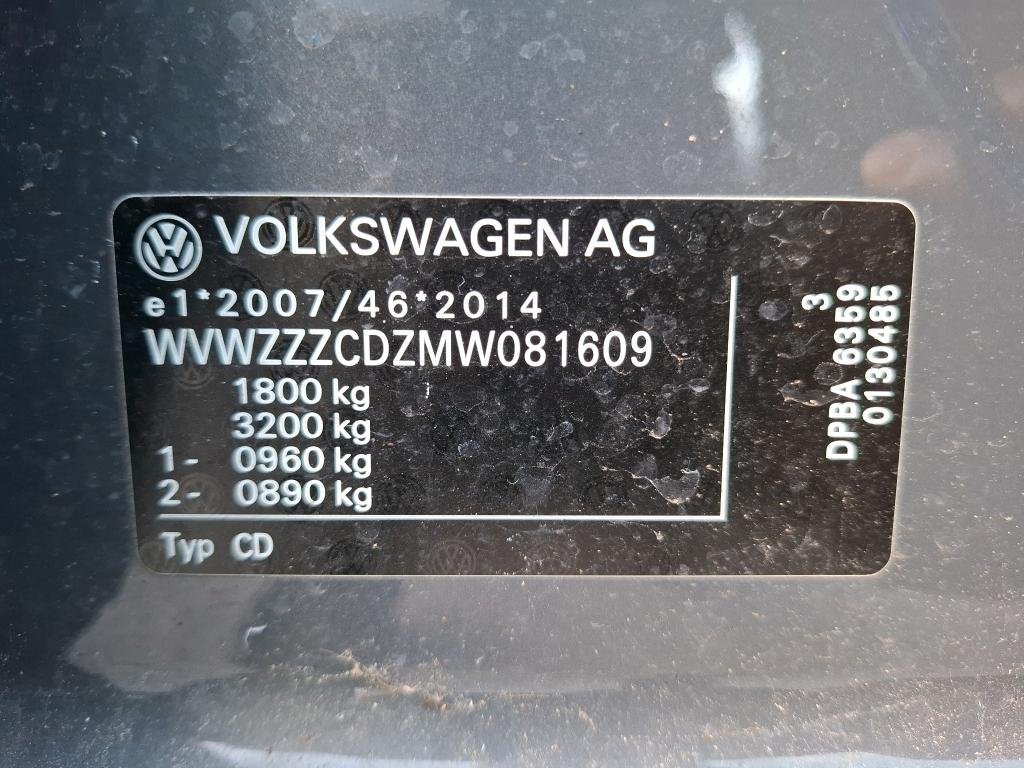 VOLKSWAGEN AG
e1*2007/46*2014
WVWZZZCDZMW081609
1800 kg
3200 kg
1- 0960 kg
2- 0890 kg
Typ CD
3
DPBA 6359
0130485